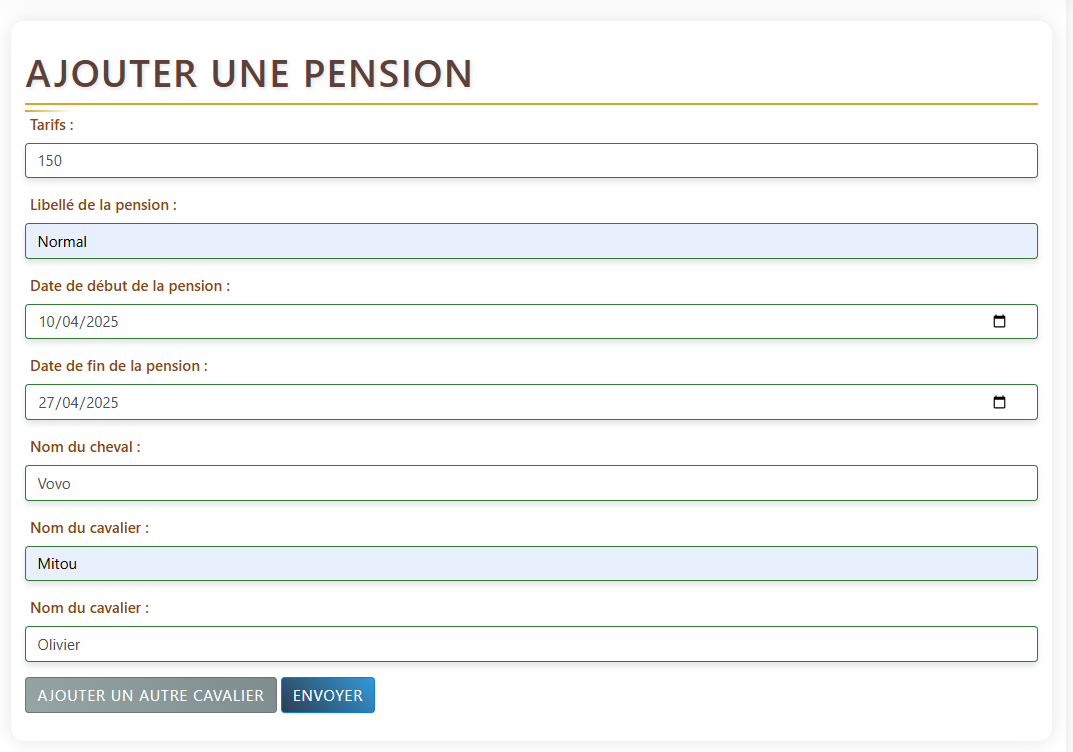 AJOUTER UNE PENSION
Tarifs :
150
Libellé de la pension :
Normal
Date de début de la pension :
10/04/2025
Date de fin de la pension :
27/04/2025
Nom du cheval :
Vovo
Nom du cavalier :
Mitou
Nom du cavalier :
Olivier
AJOUTER UN AUTRE CAVALIER ENVOYER